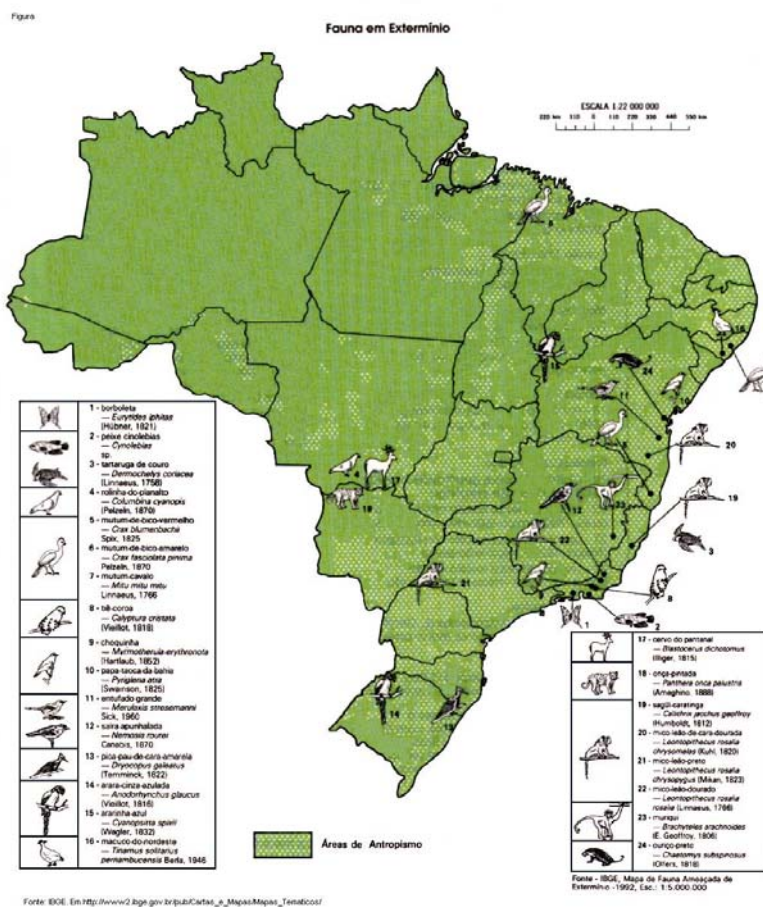 Figura
Fauna em Extermínio
ESCALA 1:22 000 000
220 km 110 0 110 220 330 440 550 km
1 - borboleta
— Eurytides iphitas
(Hübner, 1821)
2 - peixe cinolebias
— Cynolebias
sp.
3 - tartaruga de couro
— Dermochelys coriacea
(Linnaeus, 1758)
4 - rolinha-do-planalto
— Columbina cyanopis
(Pelzeln, 1870)
5 - mutum-de-bico-vermelho
— Crax blumenbachii
Spix, 1825
6 - mutum-de-bico-amarelo
— Crax fasciolata pinima
Pelzeln, 1870
7 - mutum-cavalo
— Mitu mitu mitu
Linnaeus, 1766
8 - bê-coroa
— Calyptura cristata
(Vieillot, 1818)
9 - choquinha
— Myrmotherula erythronota
(Hartlaub, 1852)
10 - papa-taoca-da-bahia
— Pyriglena atra
(Swainson, 1825)
11 - entufado-grande
— Merulaxis stresemanni
Sick, 1960
12 - saíra apunhalada
— Nemosia rourei
Cabanis, 1870
13 - pica-pau-de-cara-amarela
— Dryocopus galeatus
(Temminck, 1822)
14 - arara-cinza-azulada
— Anodorhynchus glaucus
(Vieillot, 1816)
15 - ararinha-azul
— Cyanopsitta spixii
(Wagler, 1832)
16 - macuco-do-nordeste
— Tinamus solitarius
pernambucensis Berla, 1946
Áreas de Antropismo
17 - cervo do pantanal
— Blastocerus dichotomus
(Illiger, 1815)
18 - onça-pintada
— Panthera onca palustris
(Ameghino, 1888)
19 - sagüi-caratinga
— Callithrix jacchus geoffroy
(Humboldt, 1812)
20 - mico-leão-de-cara-dourada
— Leontopithecus rosalia
chrysomelas (Kuhl, 1820)
21 - mico-leão-preto
— Leontopithecus rosalia
chrysopygus (Mikan, 1823)
22 - mico-leão-dourado
— Leontopithecus rosalia
rosalia (Linnaeus, 1766)
23 - muriqui
— Brachyteles arachnoides
(E. Geoffroy, 1806)
24 - ouriço-preto
— Chaetomys subspinosus
(Olfers, 1818)
Fonte - IBGE, Mapa de Fauna Ameaçada de
Extermínio -1992, Esc.: 1:5.000.000
Fonte: IBGE. Em http://www2.ibge.gov.br/pub/Cartas_e_Mapas/Mapas_Tematicos/